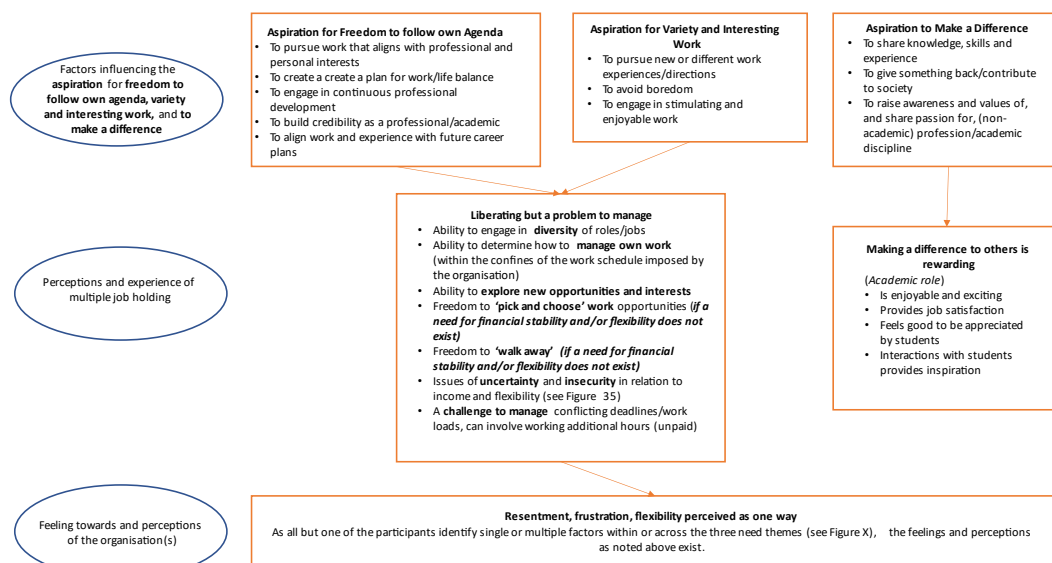 Factors influencing the
aspiration for freedom to
follow own agenda, variety
and interesting work, and to
make a difference
Aspiration for Freedom to follow own Agenda
• To pursue work that aligns with professional and
personal interests
• To create a create a plan for work/life balance
• To engage in continuous professional
development
• To build credibility as a professional/academic
• To align work and experience with future career
plans
Aspiration for Variety and Interesting
Work
• To pursue new or different work
experiences/directions
• To avoid boredom
• To engage in stimulating and
enjoyable work
Aspiration to Make a Difference
• To share knowledge, skills and
experience
• To give something back/contribute
to society
• To raise awareness and values of,
and share passion for, (non-
academic) profession/academic
discipline
Perceptions and experience of
multiple job holding
Liberating but a problem to manage
• Ability to engage in diversity of roles/jobs
• Ability to determine how to manage own work
(within the confines of the work schedule imposed by
the organisation)
• Ability to explore new opportunities and interests
• Freedom to ‘pick and choose’ work opportunities (if a
need for financial stability and/or flexibility does not
exist)
• Freedom to ‘walk away’ (if a need for financial
stability and/or flexibility does not exist)
• Issues of uncertainty and insecurity in relation to
income and flexibility (see Figure 35)
• A challenge to manage conflicting deadlines/work
loads, can involve working additional hours (unpaid)
Making a difference to others is
rewarding
(Academic role)
• Is enjoyable and exciting
• Provides job satisfaction
• Feels good to be appreciated
by students
• Interactions with students
provides inspiration
Feeling towards and perceptions
of the organisation(s)
Resentment, frustration, flexibility perceived as one way
As all but one of the participants identify single or multiple factors within or across the three need themes (see Figure X), the feelings and perceptions
as noted above exist.